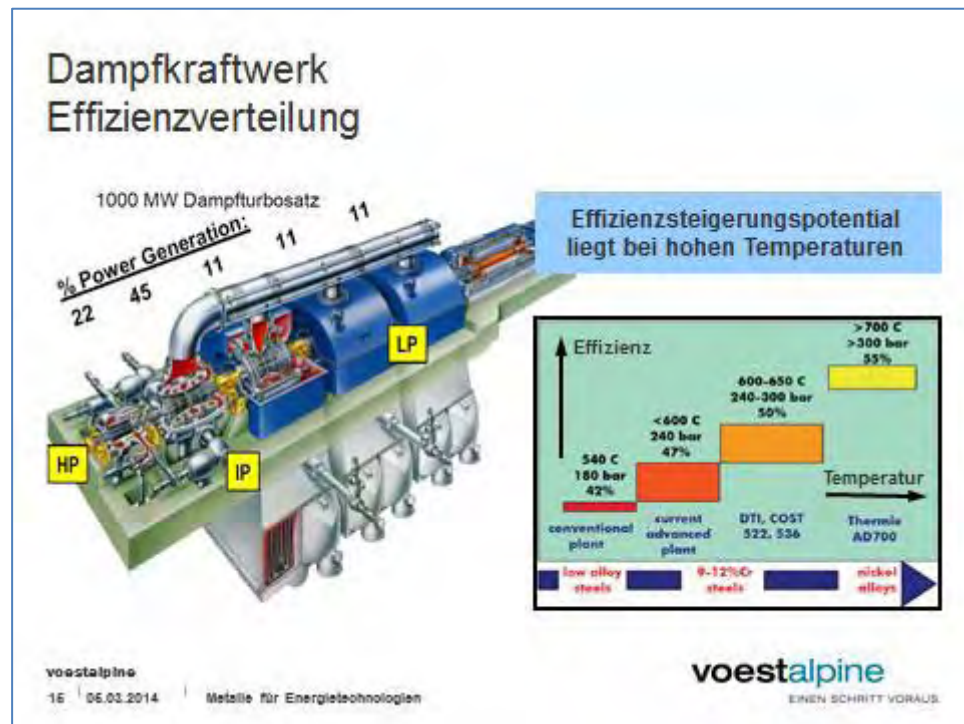 Dampfkraftwerk
Effizienzverteilung
1000 MW Dampfturbosatz
% Power Generation:
22 45 11 11 11
HP
IP
LP
Effizienzsteigerungspotential
liegt bei hohen Temperaturen
Effizienz
540 C
180 bar
42%
<600 C
240 bar
47%
600-650 C
240-300 bar
50%
>700 C
>300 bar
55%
Temperatur
conventional
plant
current
advanced
plant
DTI, COST
522, 536
Thermie
AD700
low alloy
steels
9-12%Cr
steels
nickel
alloys
voestalpine
16 06.03.2014 Metalle für Energietechnologien
voestalpine
EINEN SCHRITT VORAUS.